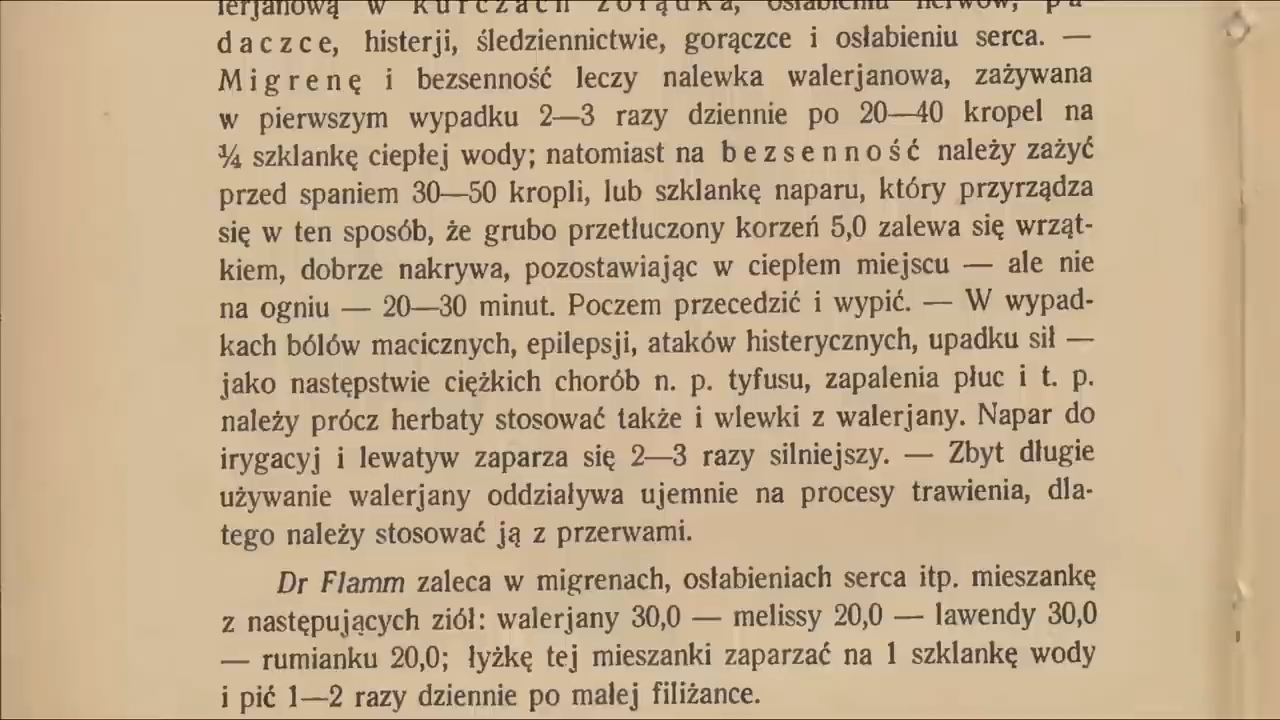 lerjanową w kurczach żołądka, osłabieniu nerwów, pa-
daczce, histerji, śledziennictwie, gorączce i osłabieniu serca. —
Migrenę i bezsenność leczy nalewka walerjanowa, zażywana
w pierwszym wypadku 2—3 razy dziennie po 20—40 kropel na
¼ szklankę ciepłej wody; natomiast na bezsenność należy zażyć
przed spaniem 30—50 kropli, lub szklankę naparu, który przyrządza
się w ten sposób, że grubo przetłuczony korzeń 5,0 zalewa się wrząt-
kiem, dobrze nakrywa, pozostawiając w ciepłem miejscu — ale nie
na ogniu — 20—30 minut. Poczem przecedzić i wypić. — W wypad-
kach bólów macicznych, epilepsji, ataków histerycznych, upadku sił —
jako następstwie ciężkich chorób n. p. tyfusu, zapalenia płuc i t. p.
należy prócz herbaty stosować także i wlewki z walerjany. Napar do
irygacyj i lewatyw zaparza się 2—3 razy silniejszy. — Zbyt długie
używanie walerjany oddziaływa ujemnie na procesy trawienia, dla-
tego należy stosować ją z przerwami.
Dr Flamm zaleca w migrenach, osłabieniach serca itp. mieszankę
z następujących ziół: walerjany 30,0 — melissy 20,0 — lawendy 30,0
— rumianku 20,0; łyżkę tej mieszanki zaparzać na 1 szklankę wody
i pić 1—2 razy dziennie po małej filiżance.